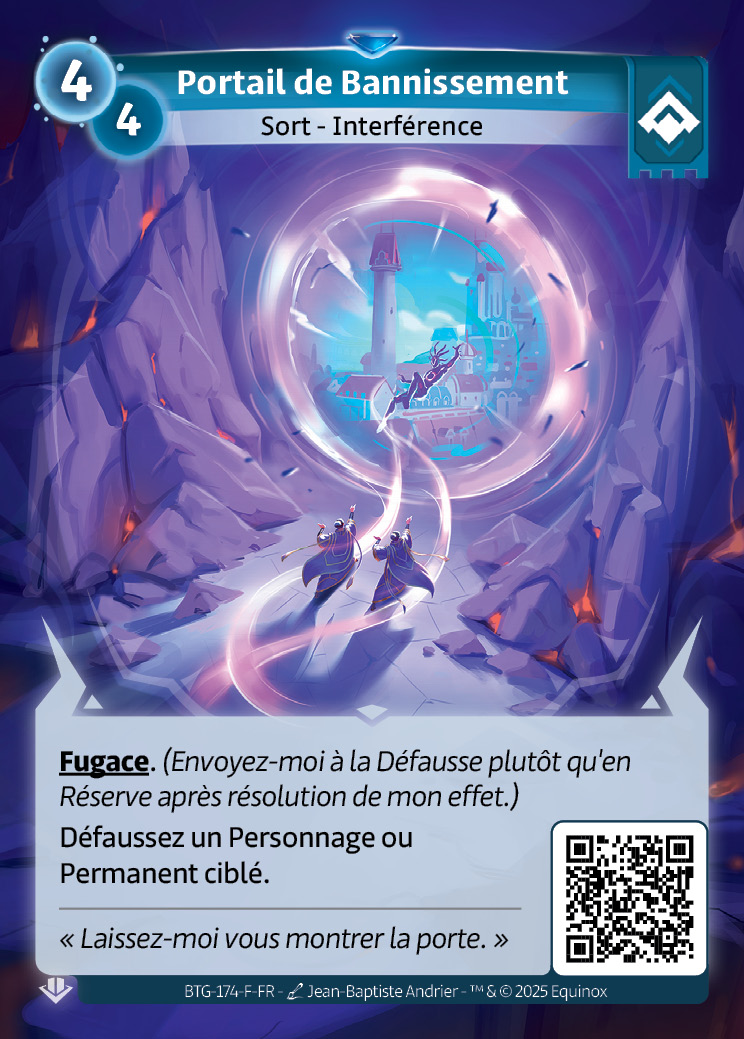 4
4
Portail de Bannissement
Sort - Interférence
Fugace. (Envoyez-moi à la Défausse plutôt qu'en
Réserve après résolution de mon effet.)
Défaussez un Personnage ou
Permanent ciblé.
« Laissez-moi vous montrer la porte. »
BTG-174-F-FR - Jean-Baptiste Andrier - ™ & © 2025 Equinox